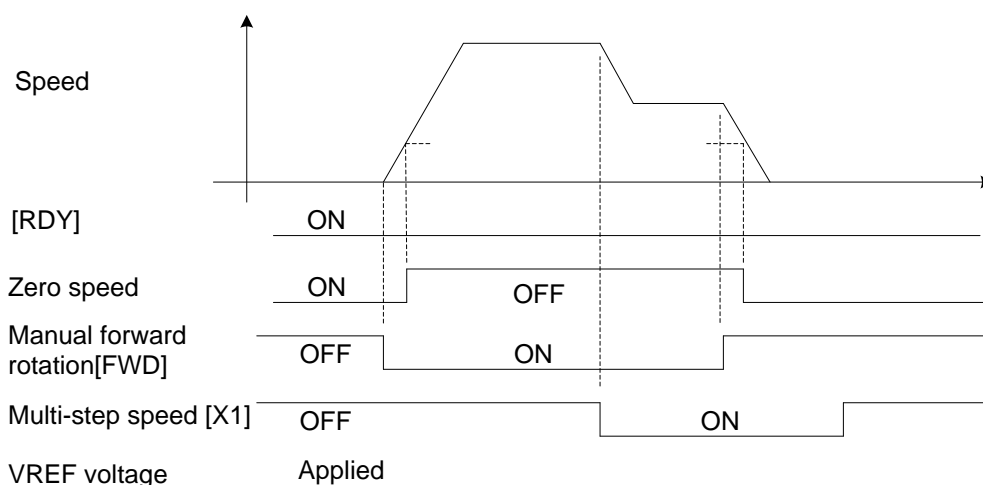 Speed
[RDY] ON
Zero speed ON OFF
Manual forward
rotation[FWD] OFF ON
Multi-step speed [X1] OFF ON
VREF voltage Applied